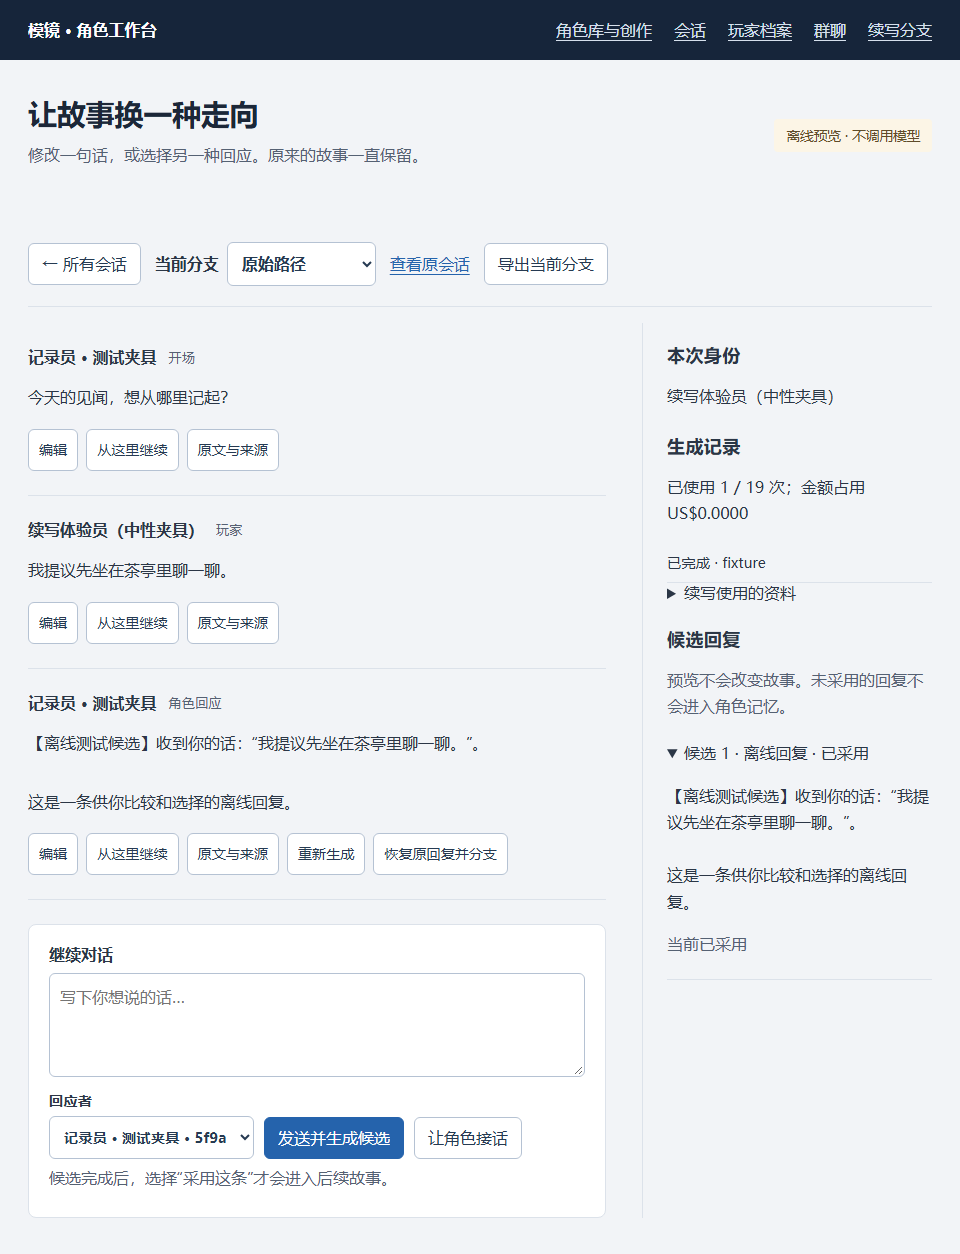 模镜 • 角色工作台
角色库与创作 会话 玩家档案 群聊 续写分支
让故事换一种走向
修改一句话，或选择另一种回应。原来的故事一直保留。
离线预览 · 不调用模型
← 所有会话 当前分支 原始路径 查看原会话 导出当前分支
记录员 • 测试夹具 开场
今天的见闻，想从哪里记起？
编辑 从这里继续 原文与来源
续写体验员（中性夹具） 玩家
我提议先坐在茶亭里聊一聊。
编辑 从这里继续 原文与来源
记录员 • 测试夹具 角色回应
【离线测试候选】收到你的话：“我提议先坐在茶亭里聊一聊。”。
这是一条供你比较和选择的离线回复。
编辑 从这里继续 原文与来源 重新生成 恢复原回复并分支
继续对话
写下你想说的话...
回应者
记录员 • 测试夹具 • 5f9a 发送并生成候选 让角色接话
候选完成后，选择“采用这条”才会进入后续故事。
本次身份
续写体验员（中性夹具）
生成记录
已使用 1 / 19 次；金额占用
US$0.0000
已完成 · fixture
▶ 续写使用的资料
候选回复
预览不会改变故事。未采用的回复不
会进入角色记忆。
▼ 候选 1 · 离线回复 · 已采用
【离线测试候选】收到你的话：“我提
议先坐在茶亭里聊一聊。”。
这是一条供你比较和选择的离线回
复。
当前已采用